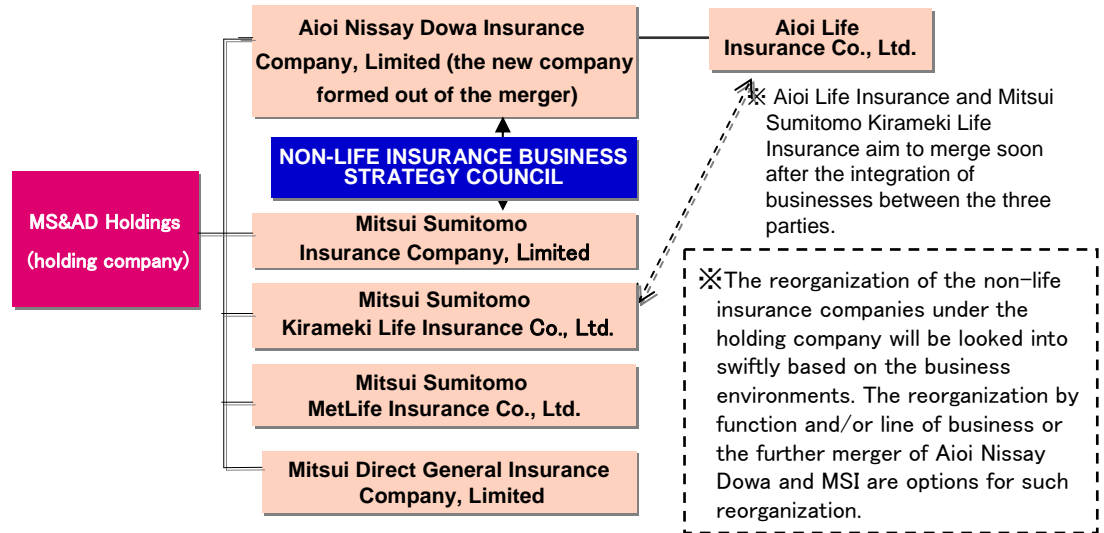 Aioi Nissay Dowa Insurance
Company, Limited (the new company
formed out of the merger)
Aioi Life
Insurance Co., Ltd.
※ Aioi Life Insurance and Mitsui
Sumitomo Kirameki Life
Insurance aim to merge soon
after the integration of
businesses between the three
parties.
NON-LIFE INSURANCE BUSINESS
STRATEGY COUNCIL
MS&AD Holdings
(holding company)
Mitsui Sumitomo
Insurance Company, Limited
Mitsui Sumitomo
Kirameki Life Insurance Co., Ltd.
Mitsui Sumitomo
MetLife Insurance Co., Ltd.
Mitsui Direct General Insurance
Company, Limited
※The reorganization of the non-life
insurance companies under the
holding company will be looked into
swiftly based on the business
environments. The reorganization by
function and/or line of business or
the further merger of Aioi Nissay
Dowa and MSI are options for such
reorganization.